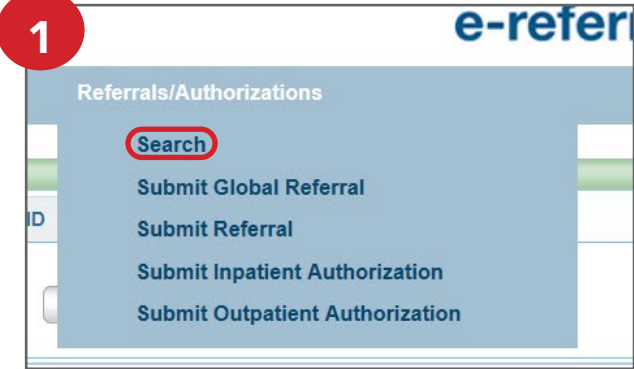 1
e-referr
Referrals/Authorizations
Search
Submit Global Referral
ID
Submit Referral
Submit Inpatient Authorization
Submit Outpatient Authorization